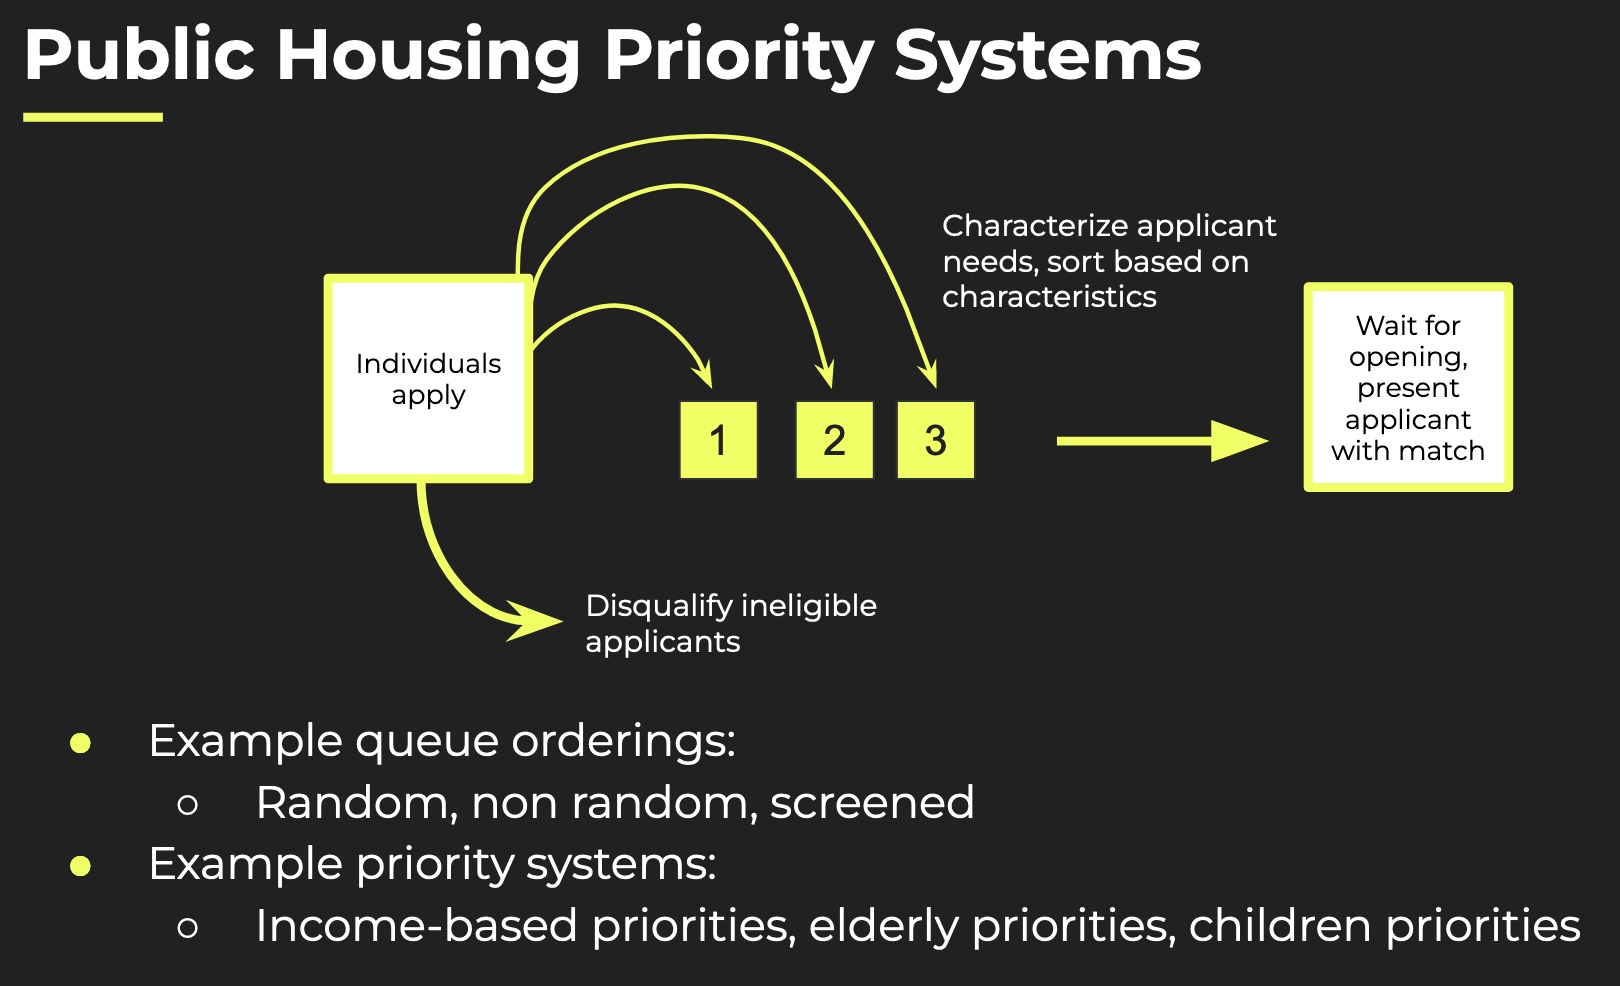 Public Housing Priority Systems
Characterize applicant
needs, sort based on
characteristics
Individuals
apply
1
2
3
Wait for
opening,
present
applicant
with match
Disqualify ineligible
applicants
● Example queue orderings:
○ Random, non random, screened
● Example priority systems:
○ Income-based priorities, elderly priorities, children priorities